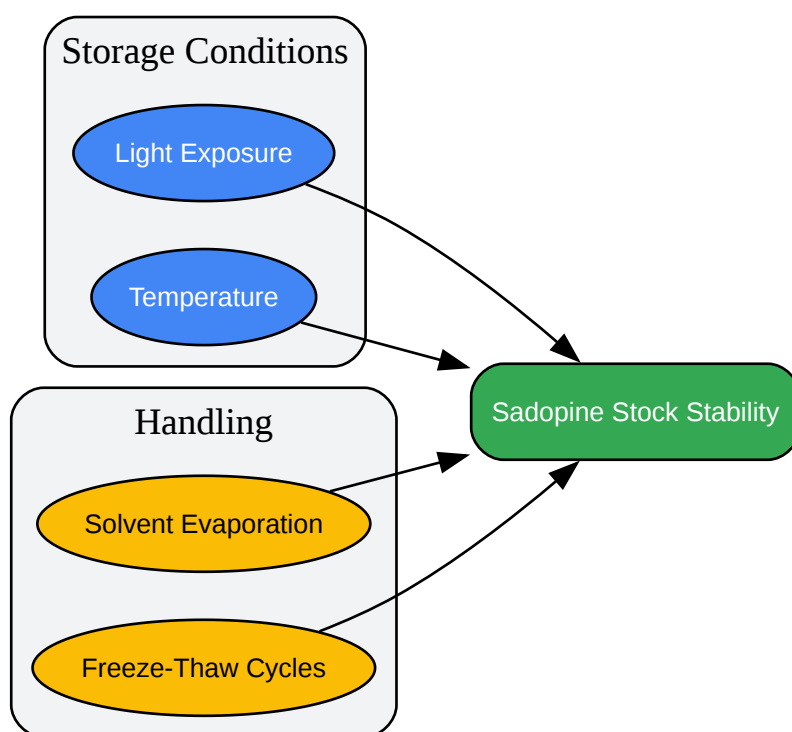 Storage Conditions
Light Exposure
Temperature
Sadopine Stock Stability
Handling
Solvent Evaporation
Freeze-Thaw Cycles